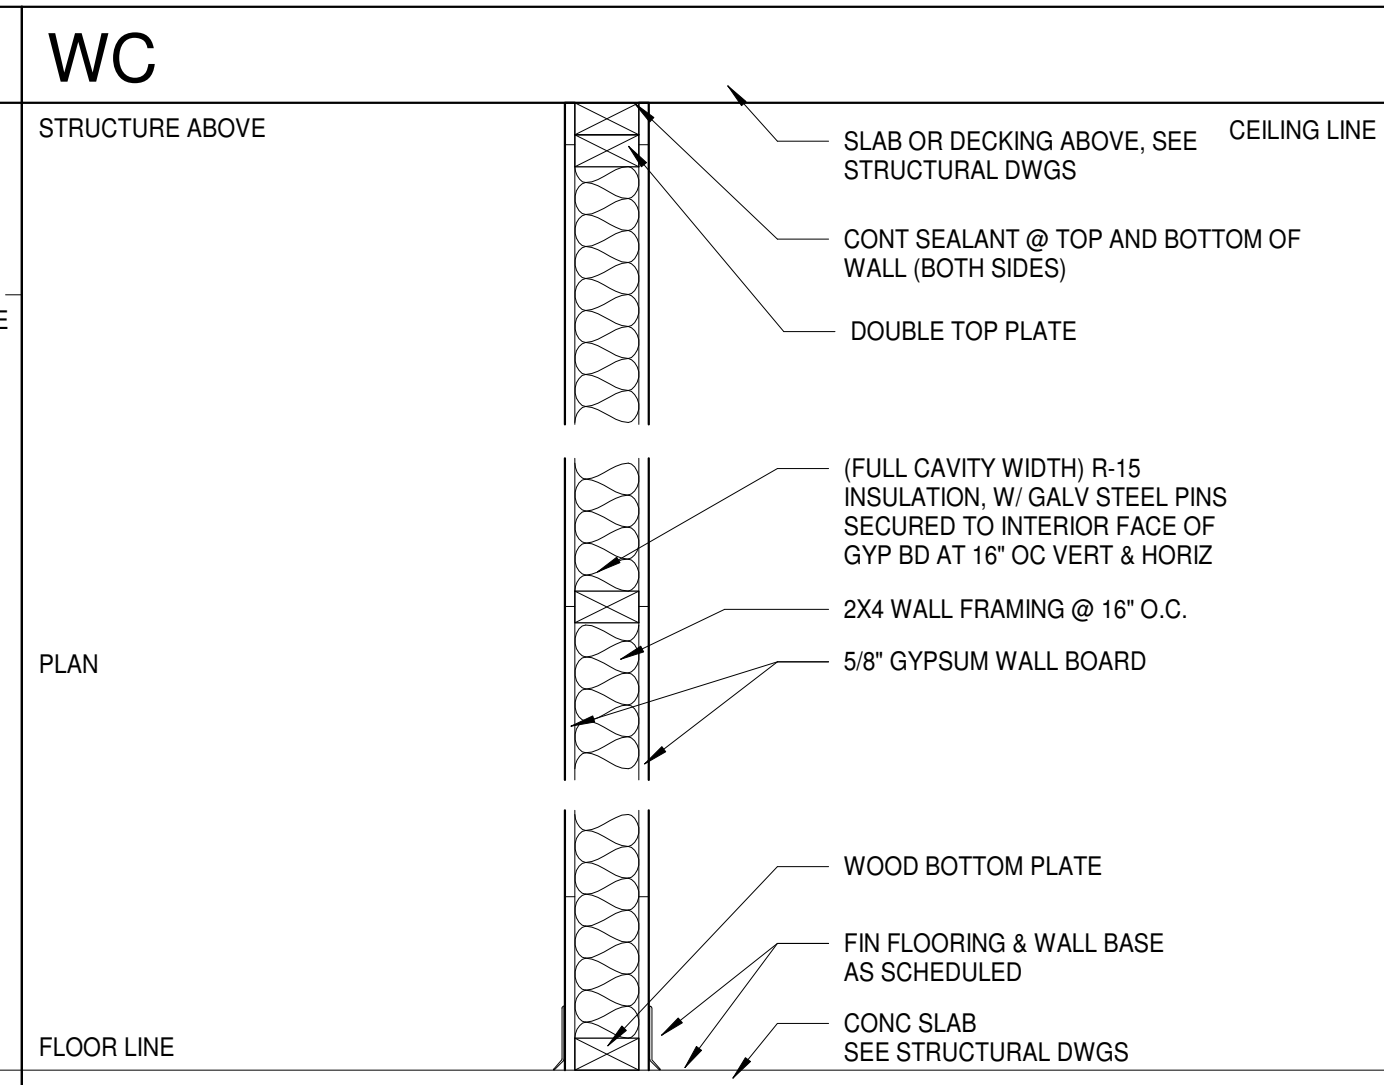 WC
STRUCTURE ABOVE
CEILING LINE
SLAB OR DECKING ABOVE, SEE
STRUCTURAL DWGS
CONT SEALANT @ TOP AND BOTTOM OF
WALL (BOTH SIDES)
E
DOUBLE TOP PLATE
(FULL CAVITY WIDTH) R-15
INSULATION, W/ GALV STEEL PINS
SECURED TO INTERIOR FACE OF
GYP BD AT 16" OC VERT & HORIZ
2X4 WALL FRAMING @ 16" O.C.
PLAN
5/8" GYPSUM WALL BOARD
WOOD BOTTOM PLATE
FIN FLOORING & WALL BASE
AS SCHEDULED
FLOOR LINE
CONC SLAB
SEE STRUCTURAL DWGS